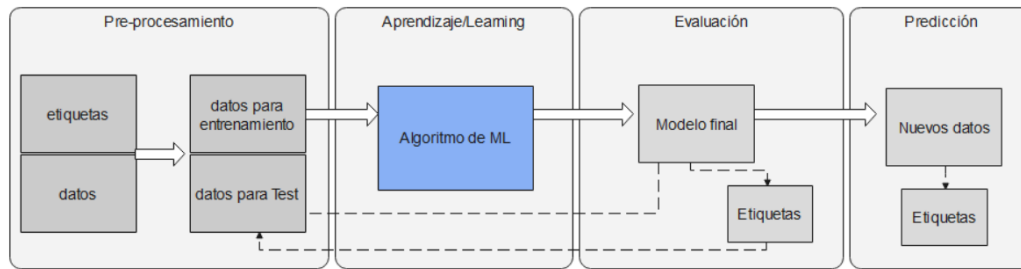 Pre-procesamiento
etiquetas
datos
datos para
entrenamiento
datos para Test
Aprendizaje/Learning
Algoritmo de ML
Evaluación
Modelo final
Etiquetas
Predicción
Nuevos datos
Etiquetas